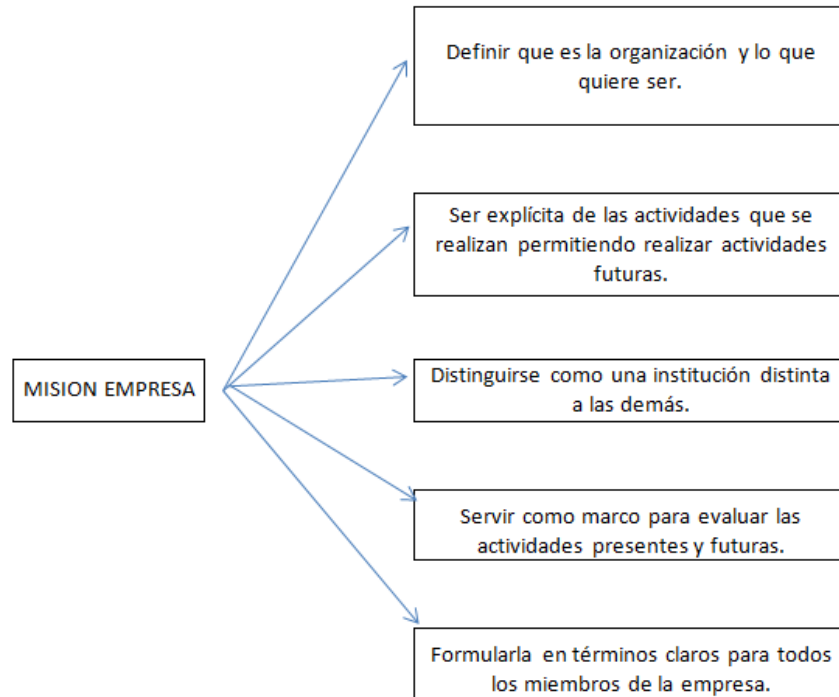 Definir que es la organización y lo que
quiere ser.
Ser explícita de las actividades que se
realizan permitiendo realizar actividades
futuras.
MISION EMPRESA
Distinguirse como una institución distinta
a las demás.
Servir como marco para evaluar las
actividades presentes y futuras.
Formularla en términos claros para todos
los miembros de la empresa.